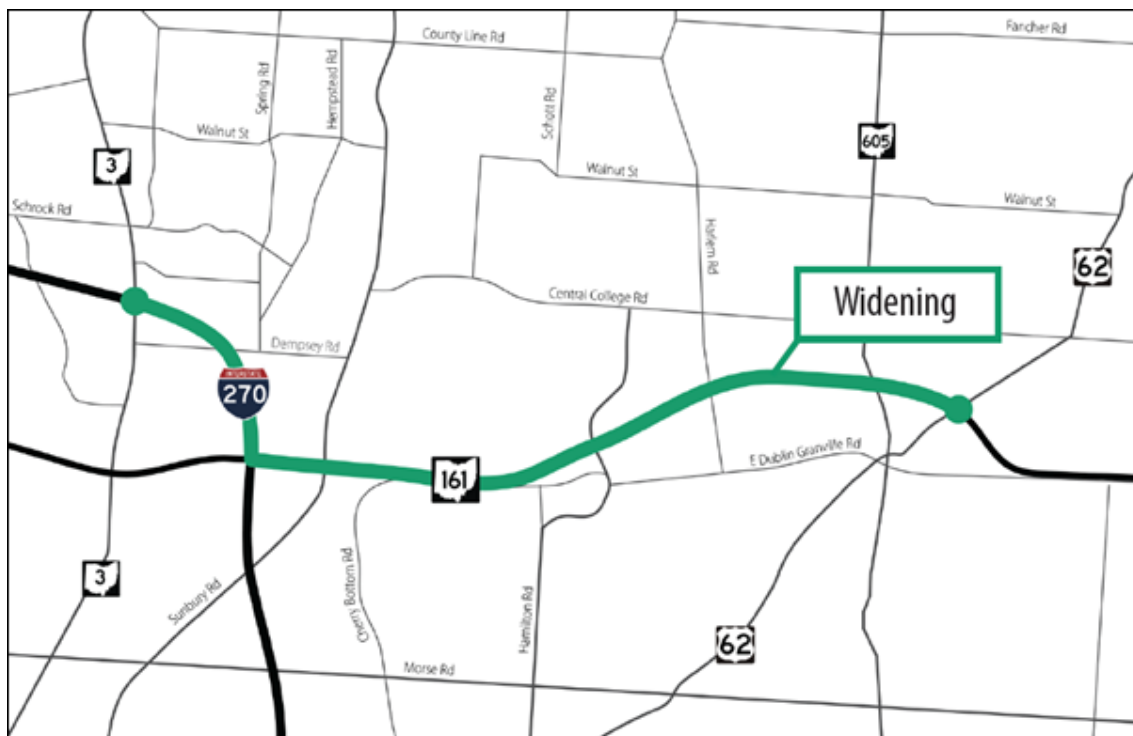 County Line Rd
Fancher Rd
Spring Rd
Hempstead Rd
Schott Rd
Walnut St
605
3
Walnut St
Walnut St
Schrock Rd
Harlem Rd
62
Central College Rd
Widening
Dempsey Rd
INTERSTATE
270
E Dublin Granville Rd
161
3
Sunbury Rd
Cherry Bottom Rd
Hamilton Rd
62
Morse Rd